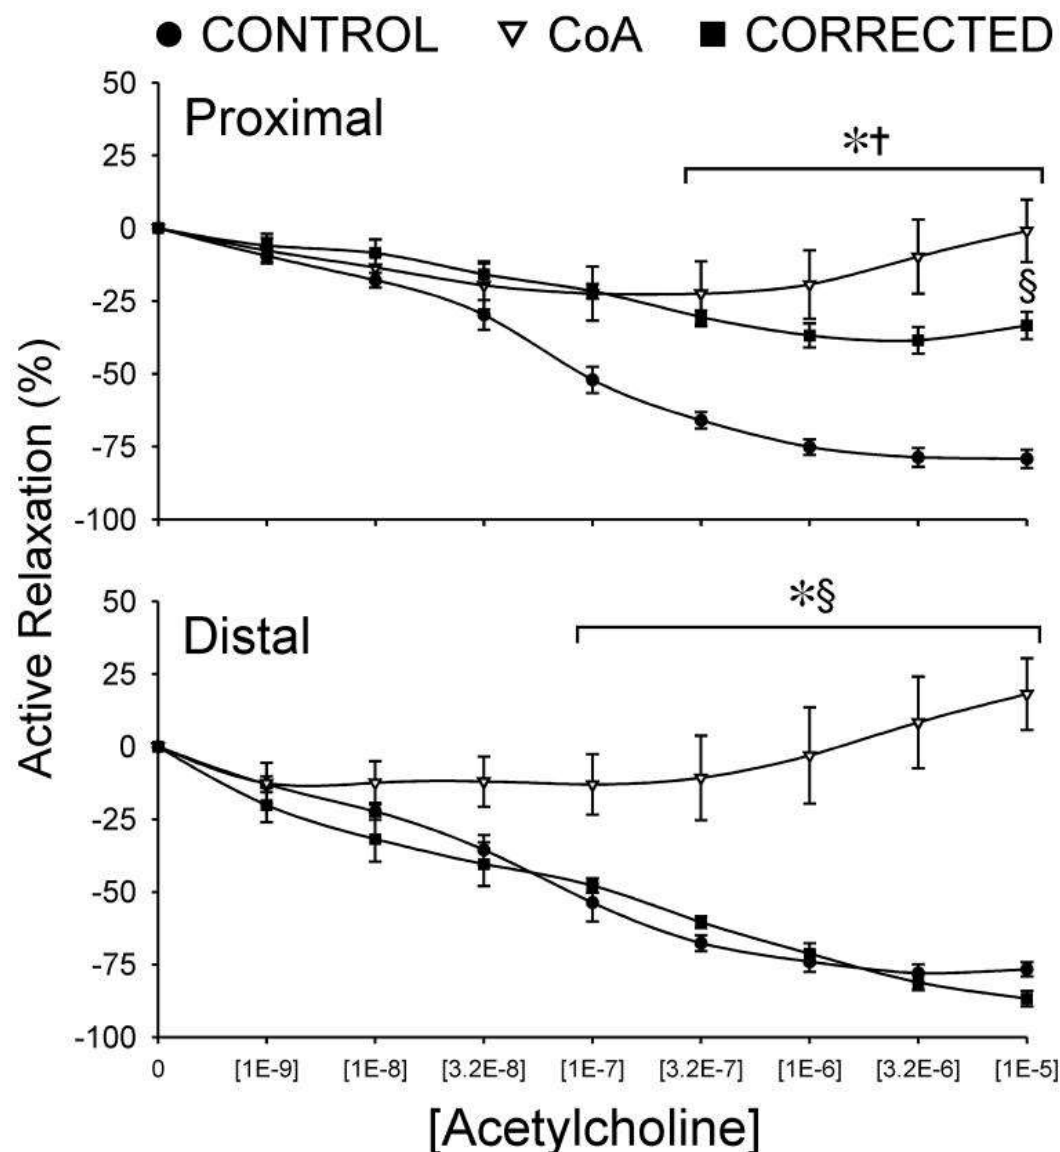 ● CONTROL ▽ CoA ■ CORRECTED
50
Proximal
*†
25
0
-25
§
-50
-75
-100
Active Relaxation (%)
50
*§
Distal
25
0
-25
-50
-75
-100
0 [1E-9] [1E-8] [3.2E-8] [1E-7] [3.2E-7] [1E-6] [3.2E-6] [1E-5]
[Acetylcholine]